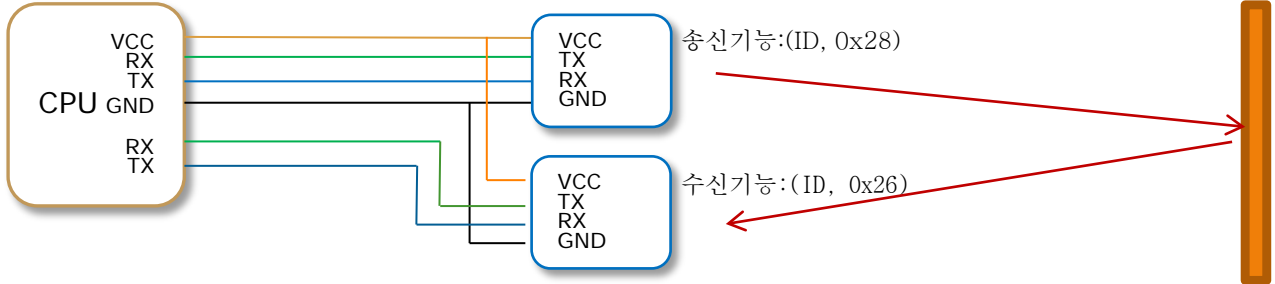 CPU
VCC
RX
TX
GND
RX
TX
VCC
TX
RX
GND
송신기능:(ID, 0x28)
VCC
TX
RX
GND
수신기능:(ID, 0x26)